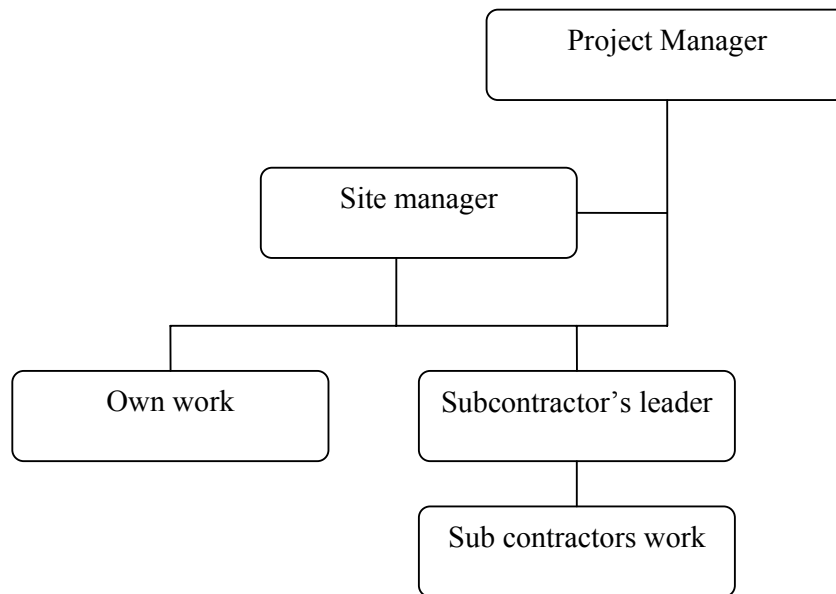 Project Manager
Site manager
Own work
Subcontractor’s leader
Sub contractors work